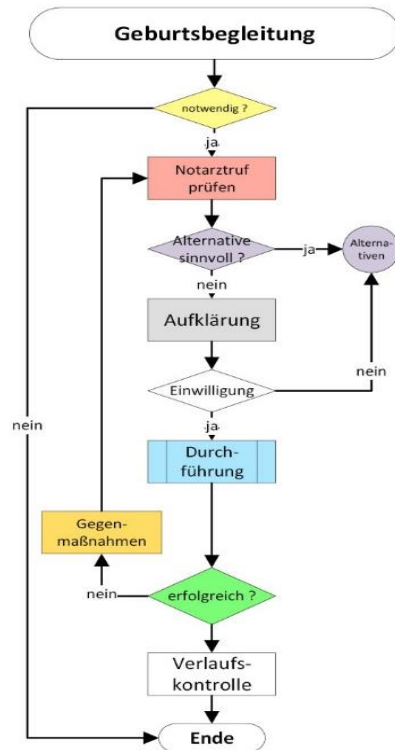 Geburtsbegleitung
notwendig ?
ja
Notarztruf
prüfen
Alternative
sinnvoll ?
ja
Alterna-
tiven
nein
Aufklärung
Einwilligung
nein
ja
nein
Durch-
führung
Gegen-
maßnahmen
nein
erfolgreich ?
Verlaufs-
kontrolle
Ende